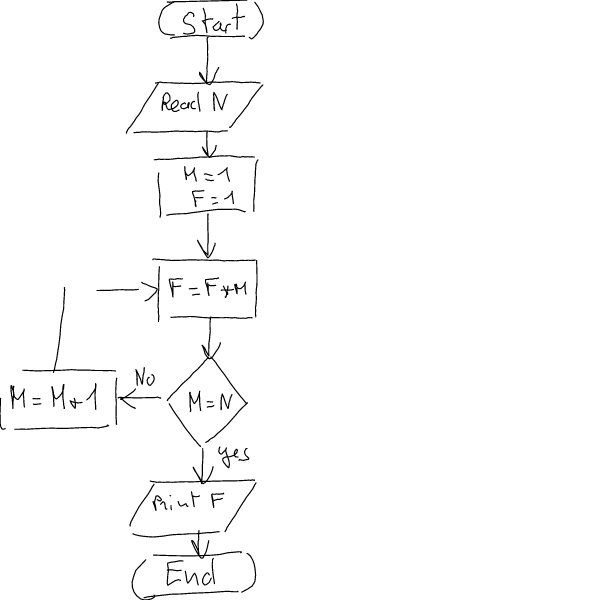 Start
Read N
M=1
F=1
F=F*M
No
M=M+1
M=N
yes
Print F
End